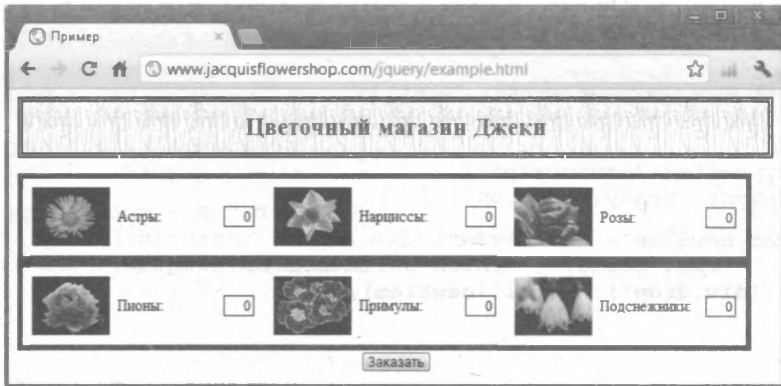 Пример
www.jacquisflowershop.com/jquery/example.html
Цветочный магазин Джеки
Астры: 0 Нарциссы: 0 Розы: 0
Пионы: 0 Примулы: 0 Подснежники: 0
Заказать